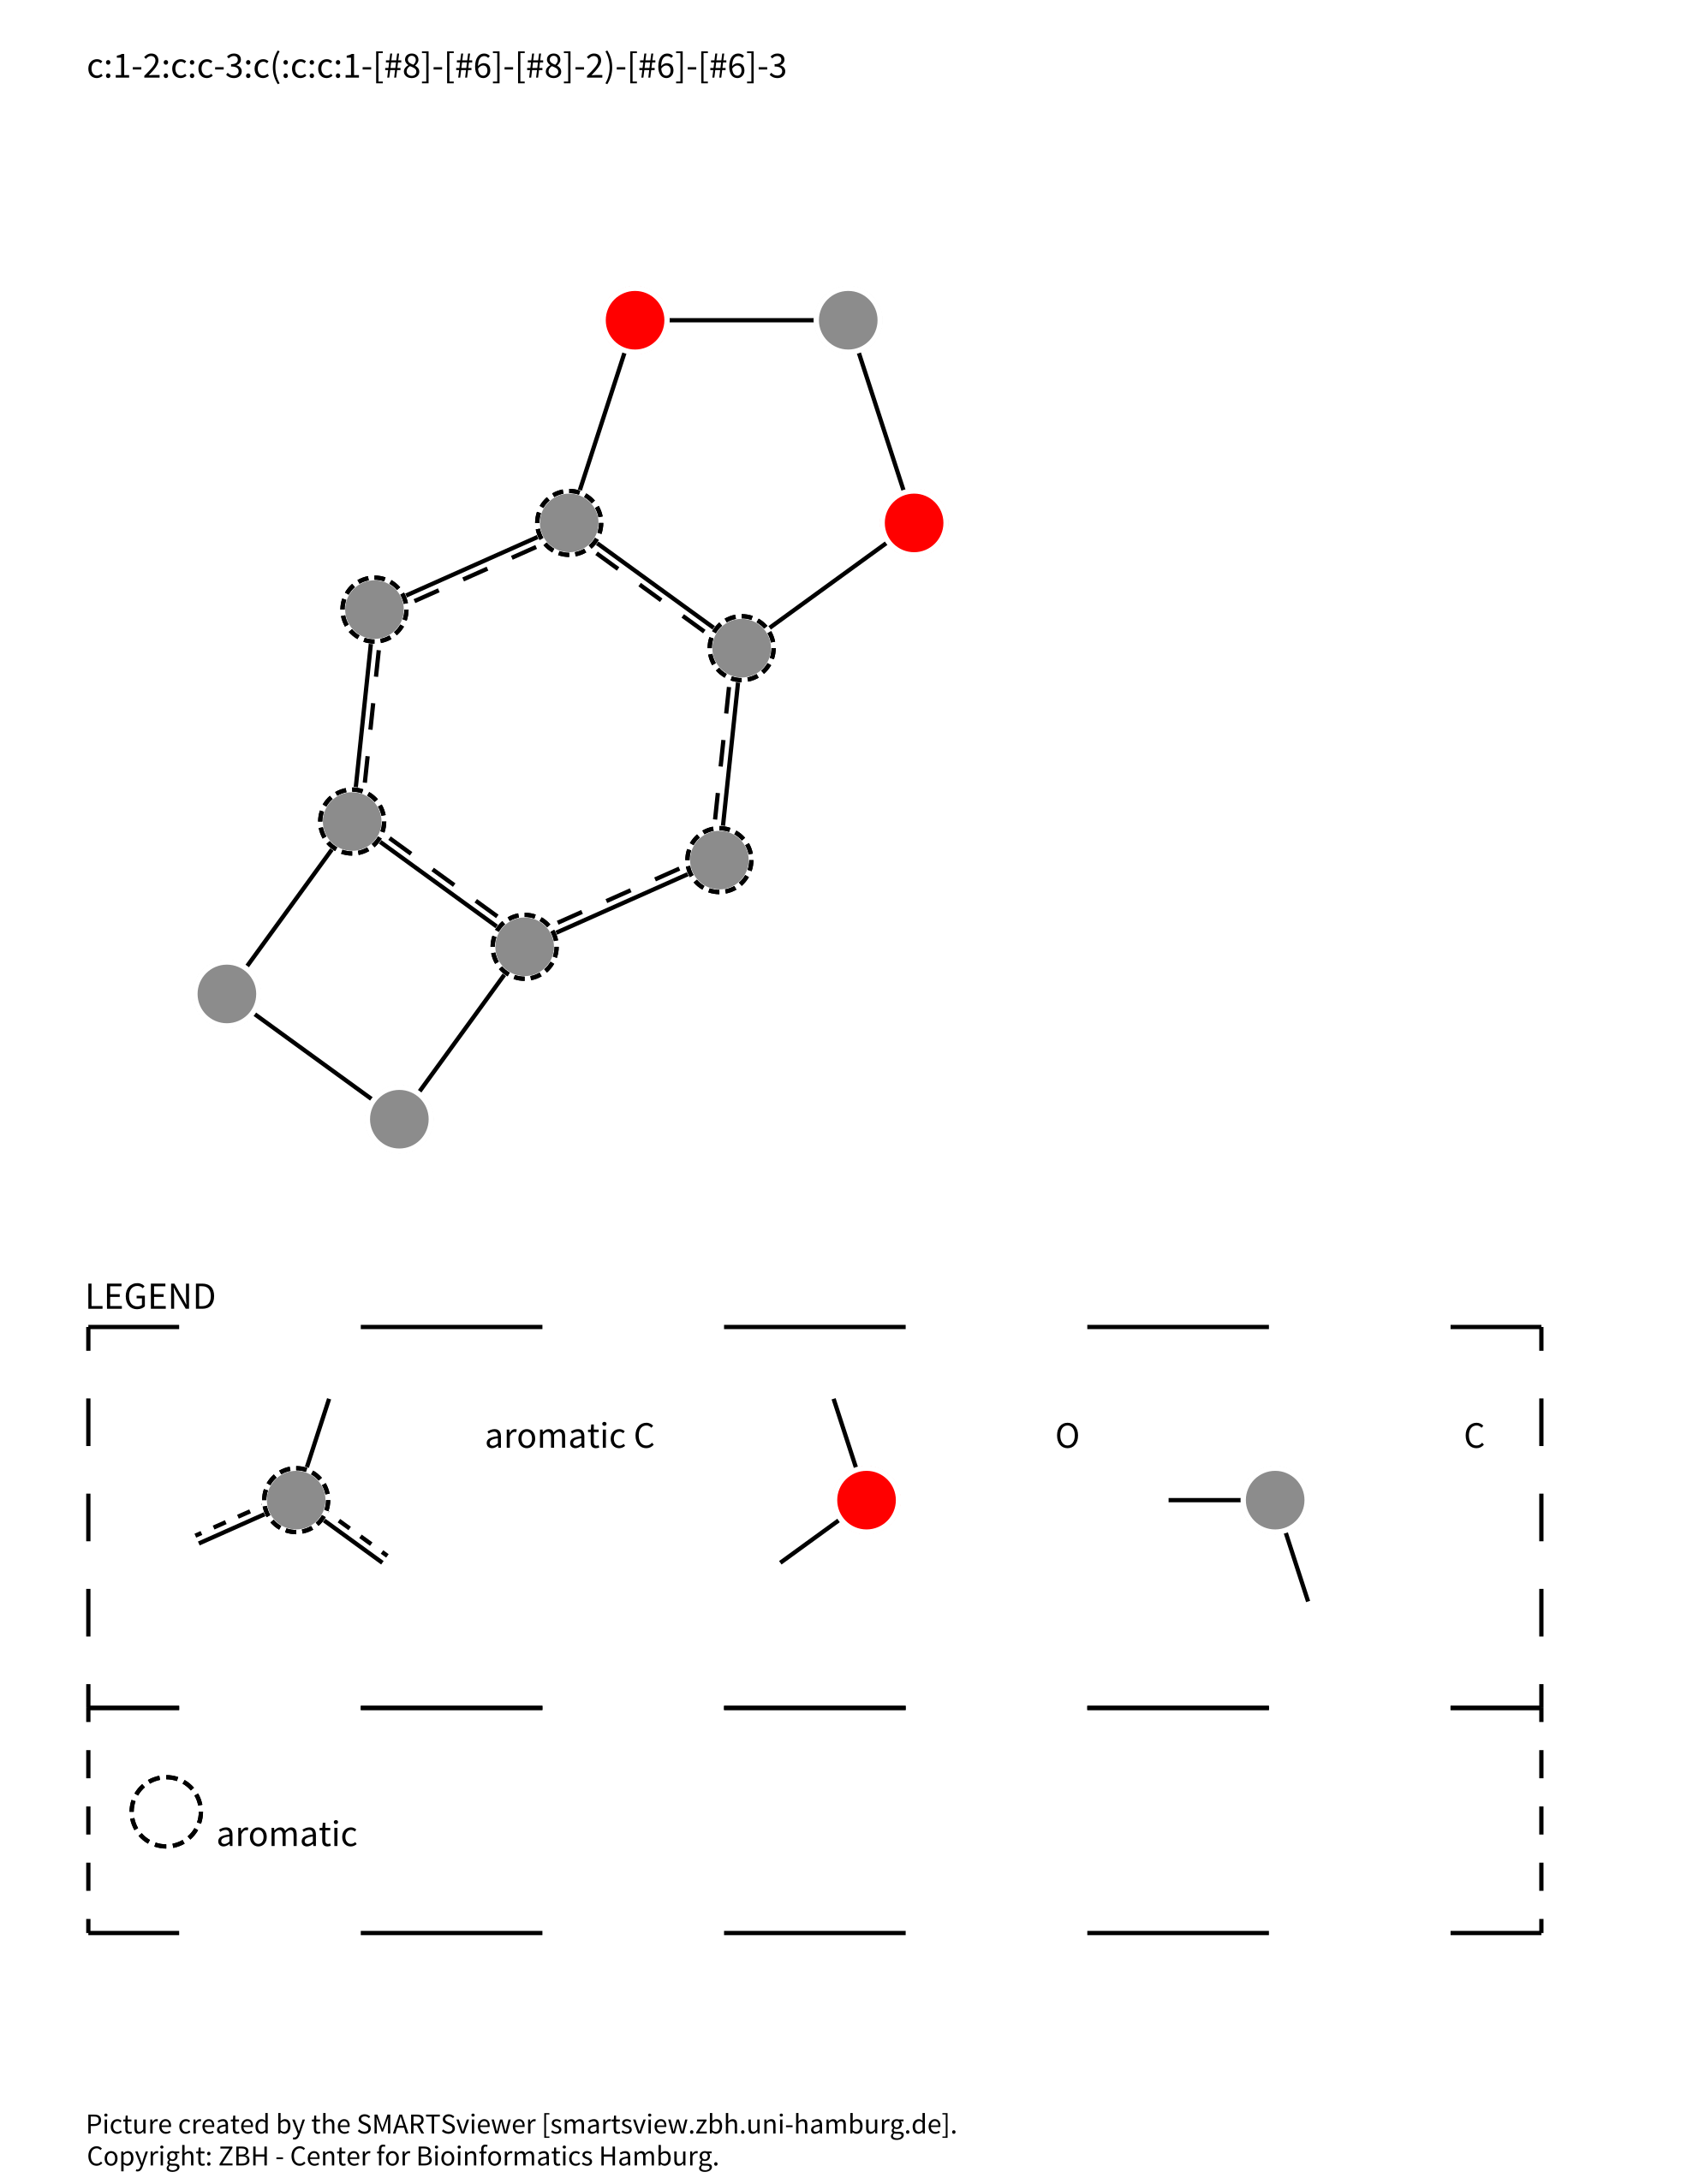 c:1-2:c:c-3:c(:c:c:1-[#8]-[#6]-[#8]-2)-[#6]-[#6]-3
LEGEND
aromatic C
O
C
aromatic
Picture created by the SMARTSviewer [smartsview.zbh.uni-hamburg.de].
Copyright: ZBH - Center for Bioinformatics Hamburg.